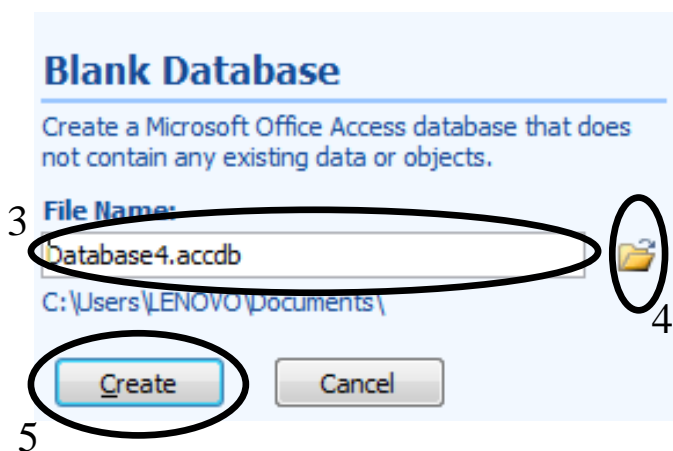 Blank Database
Create a Microsoft Office Access database that does
not contain any existing data or objects.
3
File Name:
Database4.accdb
C:\Users\LENOVO\Documents\
4
Create
Cancel
5